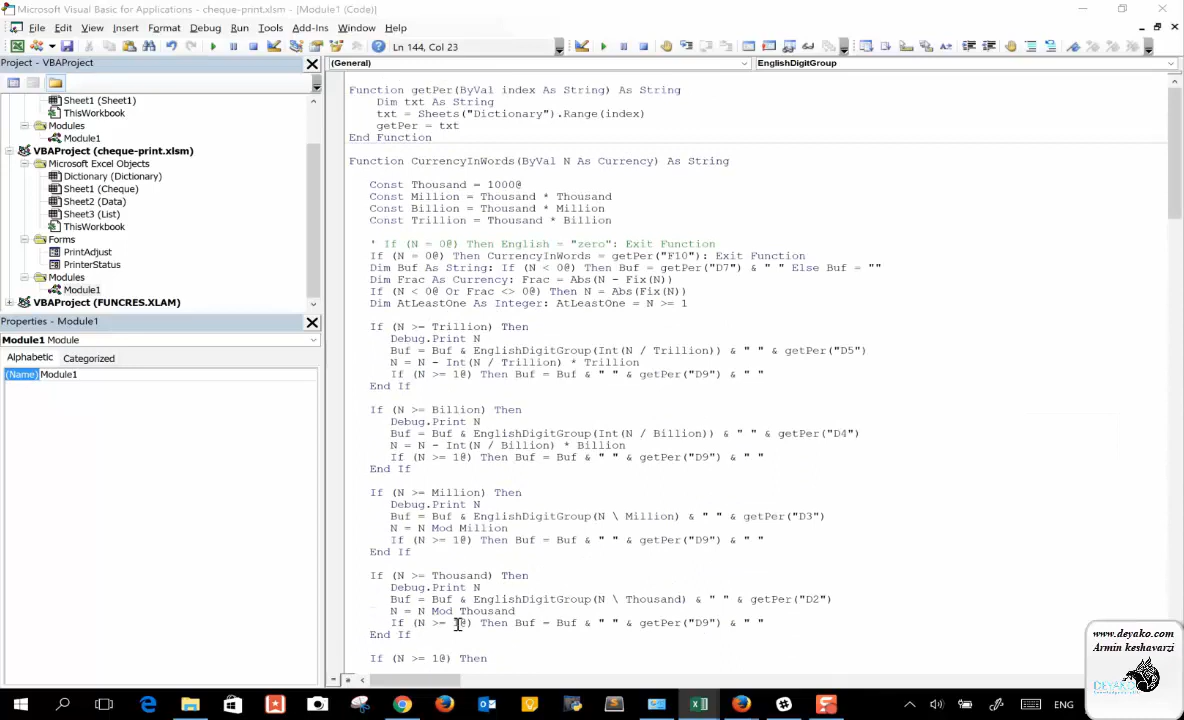 Microsoft Visual Basic for Applications - cheque-print.xlsm - [Module1 (Code)]
File Edit View Insert Format Debug Run Tools Add-Ins Window Help
Ln 144, Col 23
Project - VBAProject
(General)
EnglishDigitGroup
Sheet1 (Sheet1)
ThisWorkbook
Modules
Module1
VBAProject (cheque-print.xlsm)
Microsoft Excel Objects
Dictionary (Dictionary)
Sheet1 (Cheque)
Sheet2 (Data)
Sheet3 (List)
ThisWorkbook
Forms
PrintAdjust
PrinterStatus
Modules
Module1
VBAProject (FUNCRES.XLAM)
Properties - Module1
Module1 Module
Alphabetic Categorized
(Name) Module1
Function getPer(ByVal index As String) As String
Dim txt As String
txt = Sheets("Dictionary").Range(index)
getPer = txt
End Function
Function CurrencyInWords(ByVal N As Currency) As String
Const Thousand = 1000@
Const Million = Thousand * Thousand
Const Billion = Thousand * Million
Const Trillion = Thousand * Billion
' If (N = 0@) Then English = "zero": Exit Function
If (N = 0@) Then CurrencyInWords = getPer("F10"): Exit Function
Dim Buf As String: If (N < 0@) Then Buf = getPer("D7") & " " Else Buf = ""
Dim Frac As Currency: Frac = Abs(N - Fix(N))
If (N < 0@ Or Frac <> 0@) Then N = Abs(Fix(N))
Dim AtLeastOne As Integer: AtLeastOne = N >= 1
If (N >= Trillion) Then
Debug.Print N
Buf = Buf & EnglishDigitGroup(Int(N / Trillion)) & " " & getPer("D5")
N = N - Int(N / Trillion) * Trillion
If (N >= 1@) Then Buf = Buf & " " & getPer("D9") & " "
End If
If (N >= Billion) Then
Debug.Print N
Buf = Buf & EnglishDigitGroup(Int(N / Billion)) & " " & getPer("D4")
N = N - Int(N / Billion) * Billion
If (N >= 1@) Then Buf = Buf & " " & getPer("D9") & " "
End If
If (N >= Million) Then
Debug.Print N
Buf = Buf & EnglishDigitGroup(N \ Million) & " " & getPer("D3")
N = N Mod Million
If (N >= 1@) Then Buf = Buf & " " & getPer("D9") & " "
End If
If (N >= Thousand) Then
Debug.Print N
Buf = Buf & EnglishDigitGroup(N \ Thousand) & " " & getPer("D2")
N = N Mod Thousand
If (N >= 1@) Then Buf = Buf & " " & getPer("D9") & " "
End If
If (N >= 1@) Then
www.deyako.com
Armin keshavarzi
DEYAKO
ENG